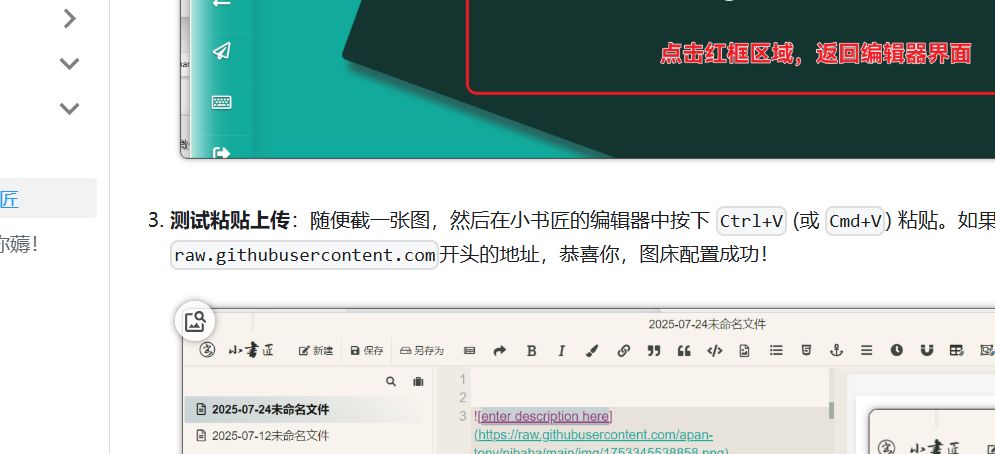 点击红框区域，返回编辑器界面
匠
你薅！
3. 测试粘贴上传：随便截一张图，然后在小书匠的编辑器中按下 Ctrl+V (或 Cmd+V) 粘贴。如果
raw.githubusercontent.com开头的地址，恭喜你，图床配置成功！
2025-07-24未命名文件
小书匠 新建 保存 另存为
2025-07-24未命名文件
2025-07-12未命名文件
1
2
3 ![enter description here]
(https://raw.githubusercontent.com/apan-
tony/nibaba/main/img/1753345538858.png)
小书匠